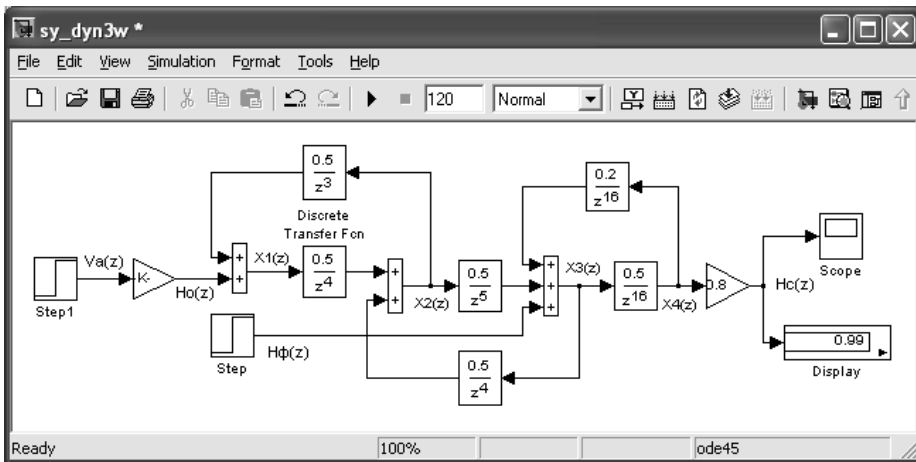 sy_dyn3w *
File Edit View Simulation Format Tools Help
120 Normal
0.5
z3
0.2
z16
Discrete
Transfer Fcn
Va(z)
K-
Ho(z)
Step1
+
+
X1(z)
0.5
z4
+
+
X2(z)
0.5
z5
+
+
+
X3(z)
0.5
z16
X4(z)
0.8
Hc(z)
Scope
Step
Нф(z)
0.5
z4
0.99
Display
Ready 100% ode45